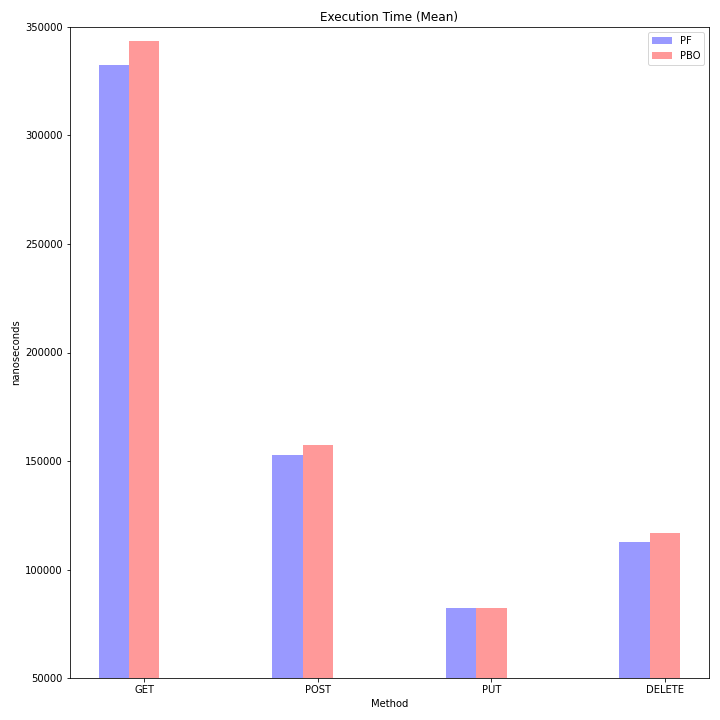 Execution Time (Mean)
350000
300000
250000
200000
150000
100000
50000
nanoseconds
PF
PBO
GET
POST
PUT
DELETE
Method